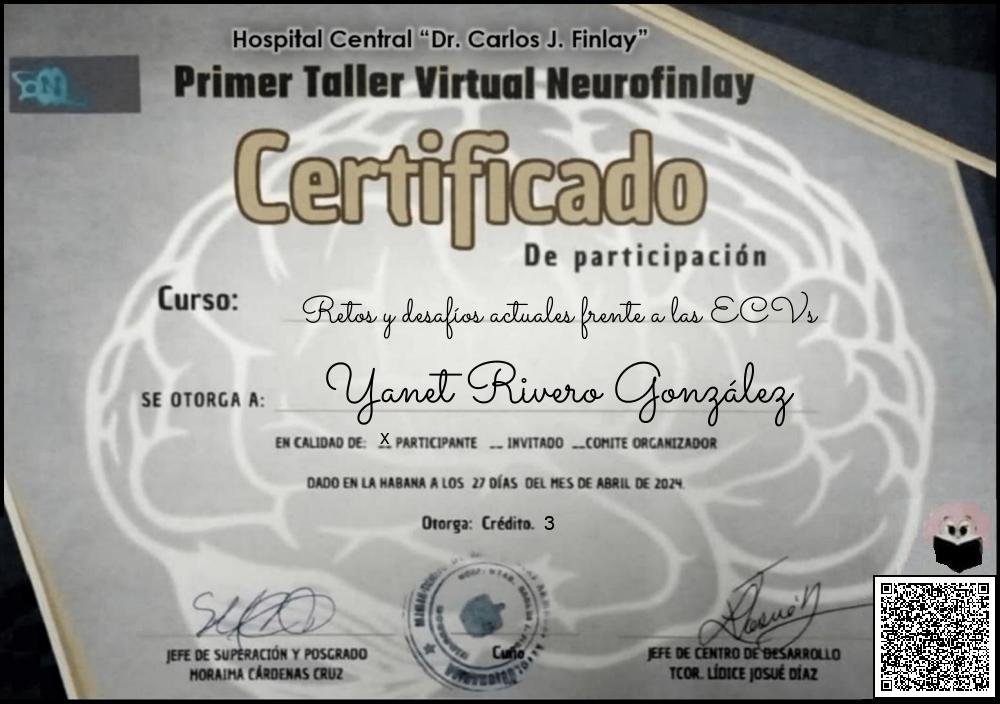 Hospital Central “Dr. Carlos J. Finlay”
Primer Taller Virtual Neurofinlay
Certificado
De participación
Curso: Retos y desafíos actuales frente a las ECVs
SE OTORGA A: Yanet Rivero González
EN CALIDAD DE: X PARTICIPANTE __ INVITADO __COMITE ORGANIZADOR
DADO EN LA HABANA A LOS 27 DÍAS DEL MES DE ABRIL DE 2024.
Otorga: Crédito. 3
Cuño
JEFE DE SUPERACIÓN Y POSGRADO
MORAIMA CÁRDENAS CRUZ
JEFE DE CENTRO DE DESARROLLO
TCOR. LÍDICE JOSUÉ DÍAZ